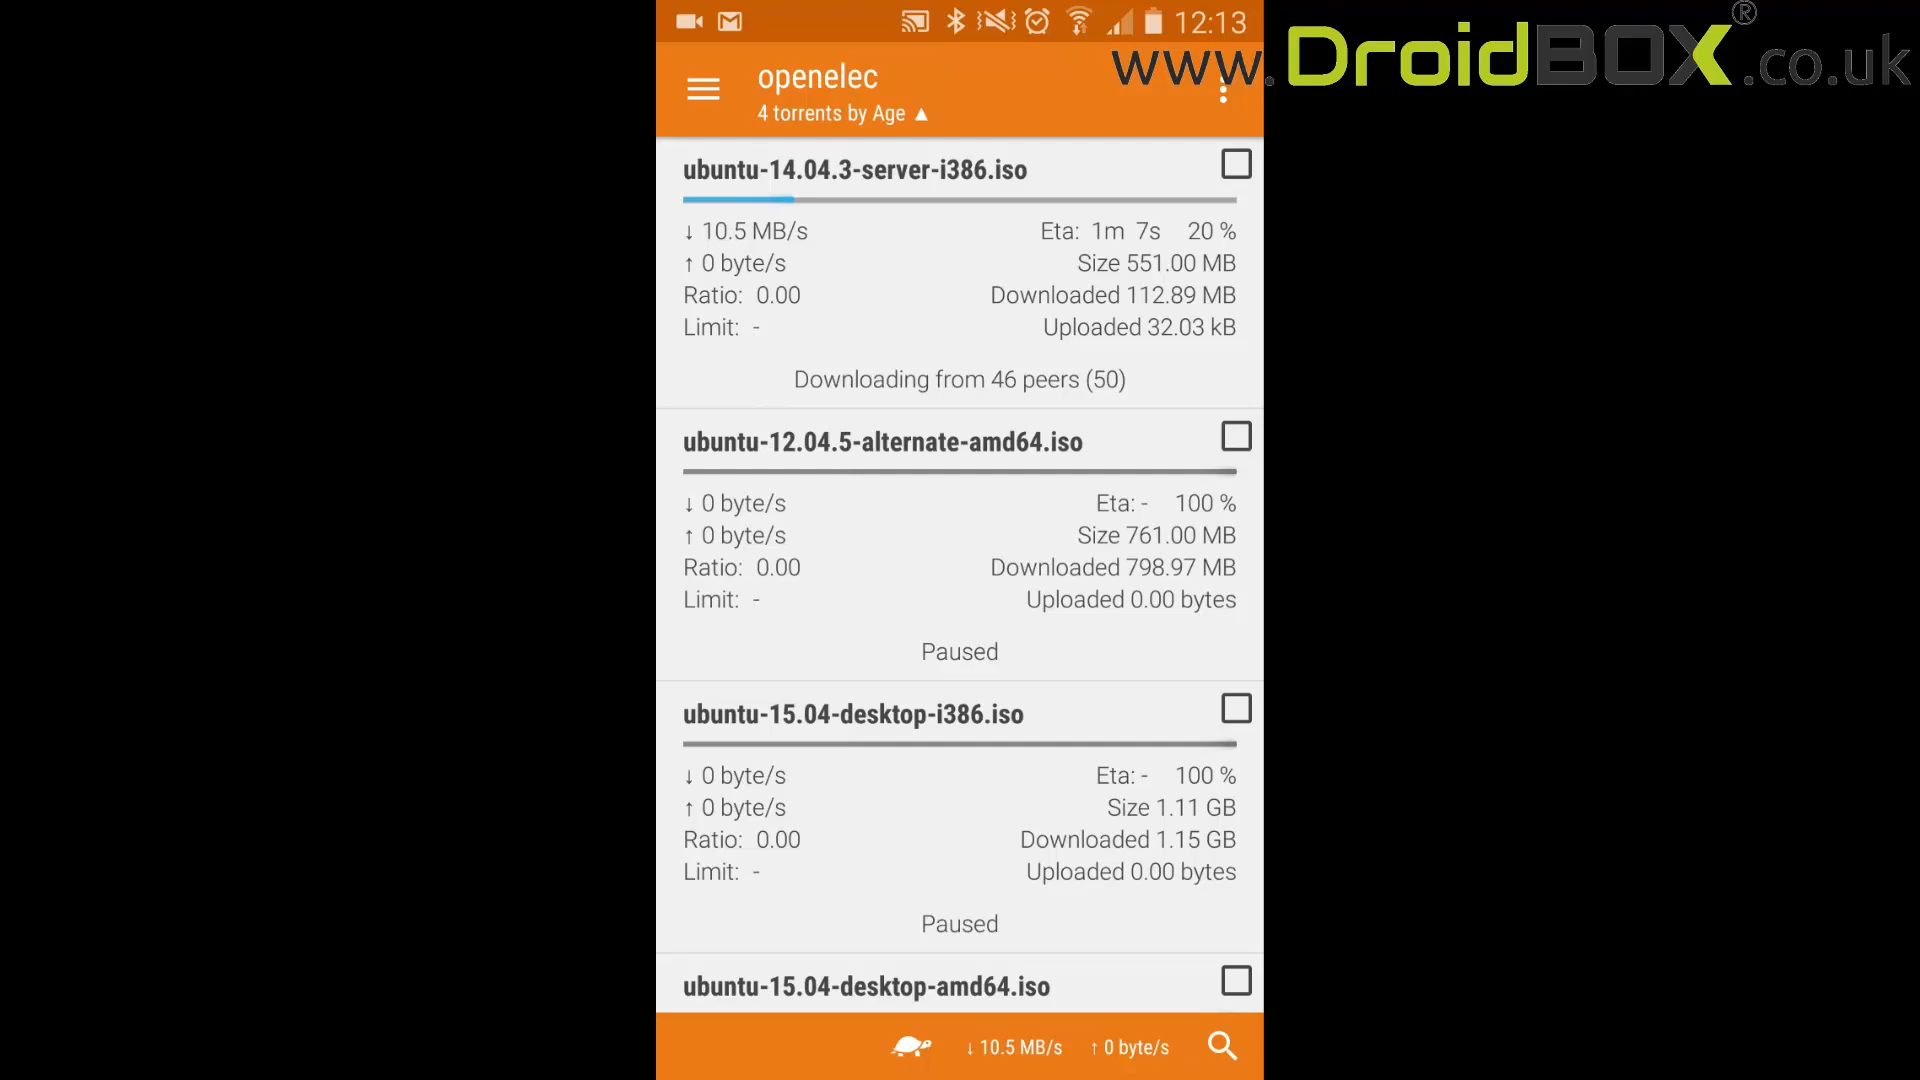 12:13
www.DroidBOX.co.uk®
openelec
4 torrents by Age ▲
ubuntu-14.04.3-server-i386.iso
↓ 10.5 MB/s Eta: 1m 7s 20 %
↑ 0 byte/s Size 551.00 MB
Ratio: 0.00 Downloaded 112.89 MB
Limit: - Uploaded 32.03 kB
Downloading from 46 peers (50)
ubuntu-12.04.5-alternate-amd64.iso
↓ 0 byte/s Eta: - 100 %
↑ 0 byte/s Size 761.00 MB
Ratio: 0.00 Downloaded 798.97 MB
Limit: - Uploaded 0.00 bytes
Paused
ubuntu-15.04-desktop-i386.iso
↓ 0 byte/s Eta: - 100 %
↑ 0 byte/s Size 1.11 GB
Ratio: 0.00 Downloaded 1.15 GB
Limit: - Uploaded 0.00 bytes
Paused
ubuntu-15.04-desktop-amd64.iso
↓ 10.5 MB/s ↑ 0 byte/s